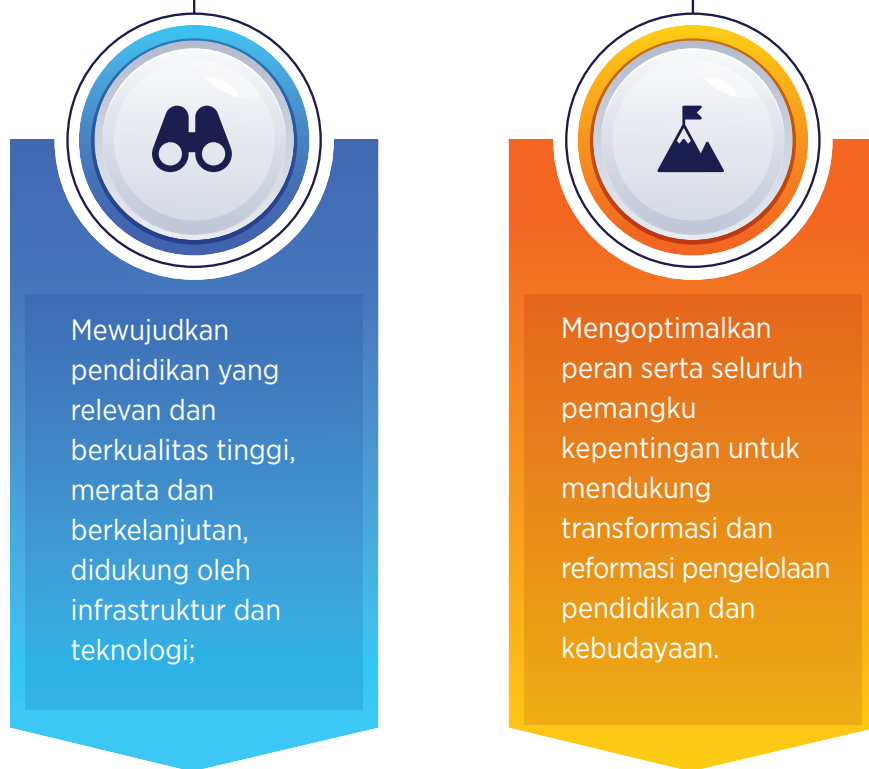 Mewujudkan
pendidikan yang
relevan dan
berkualitas tinggi,
merata dan
berkelanjutan,
didukung oleh
infrastruktur dan
teknologi;
Mengoptimalkan
peran serta seluruh
pemangku
kepentingan untuk
mendukung
transformasi dan
reformasi pengelolaan
pendidikan dan
kebudayaan.